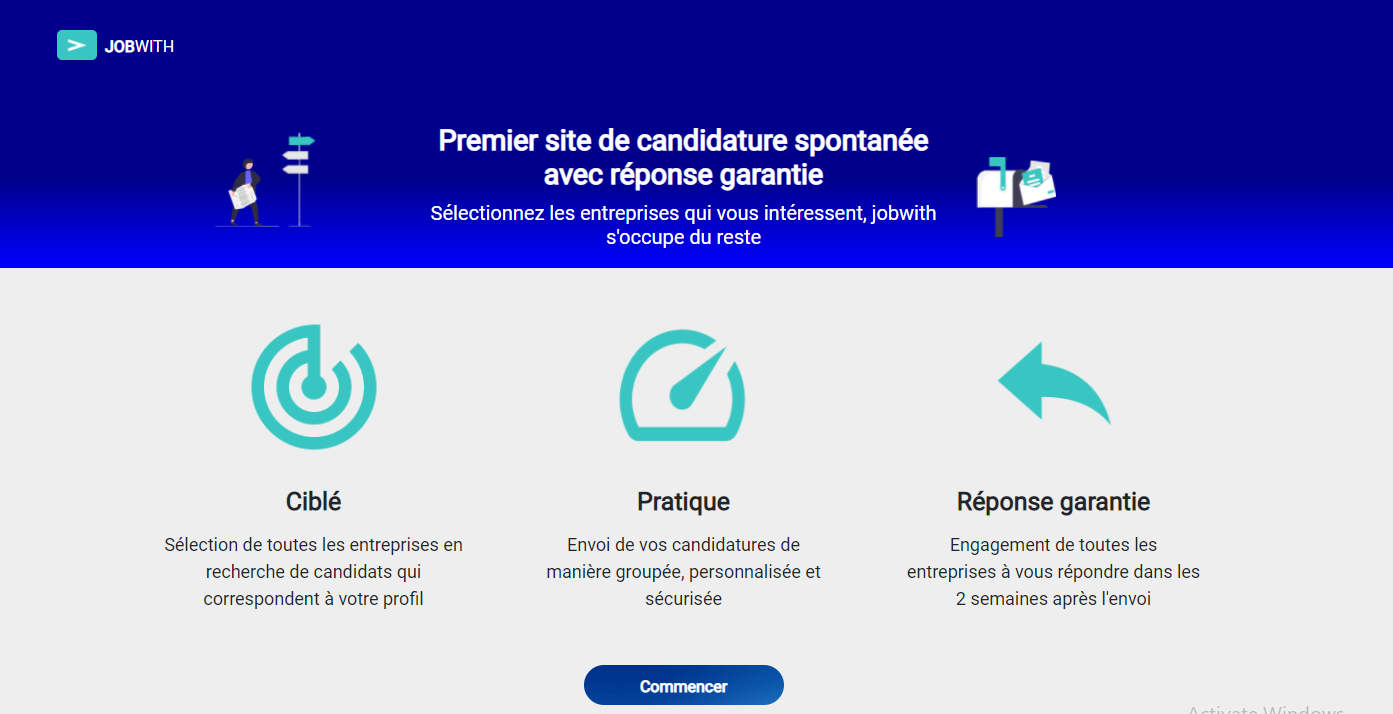 JOBWITH
Premier site de candidature spontanée
avec réponse garantie
Sélectionnez les entreprises qui vous intéressent, jobwith
s'occupe du reste
Ciblé
Sélection de toutes les entreprises en
recherche de candidats qui
correspondent à votre profil
Pratique
Envoi de vos candidatures de
manière groupée, personnalisée et
sécurisée
Réponse garantie
Engagement de toutes les
entreprises à vous répondre dans les
2 semaines après l'envoi
Commencer
Activate Windows